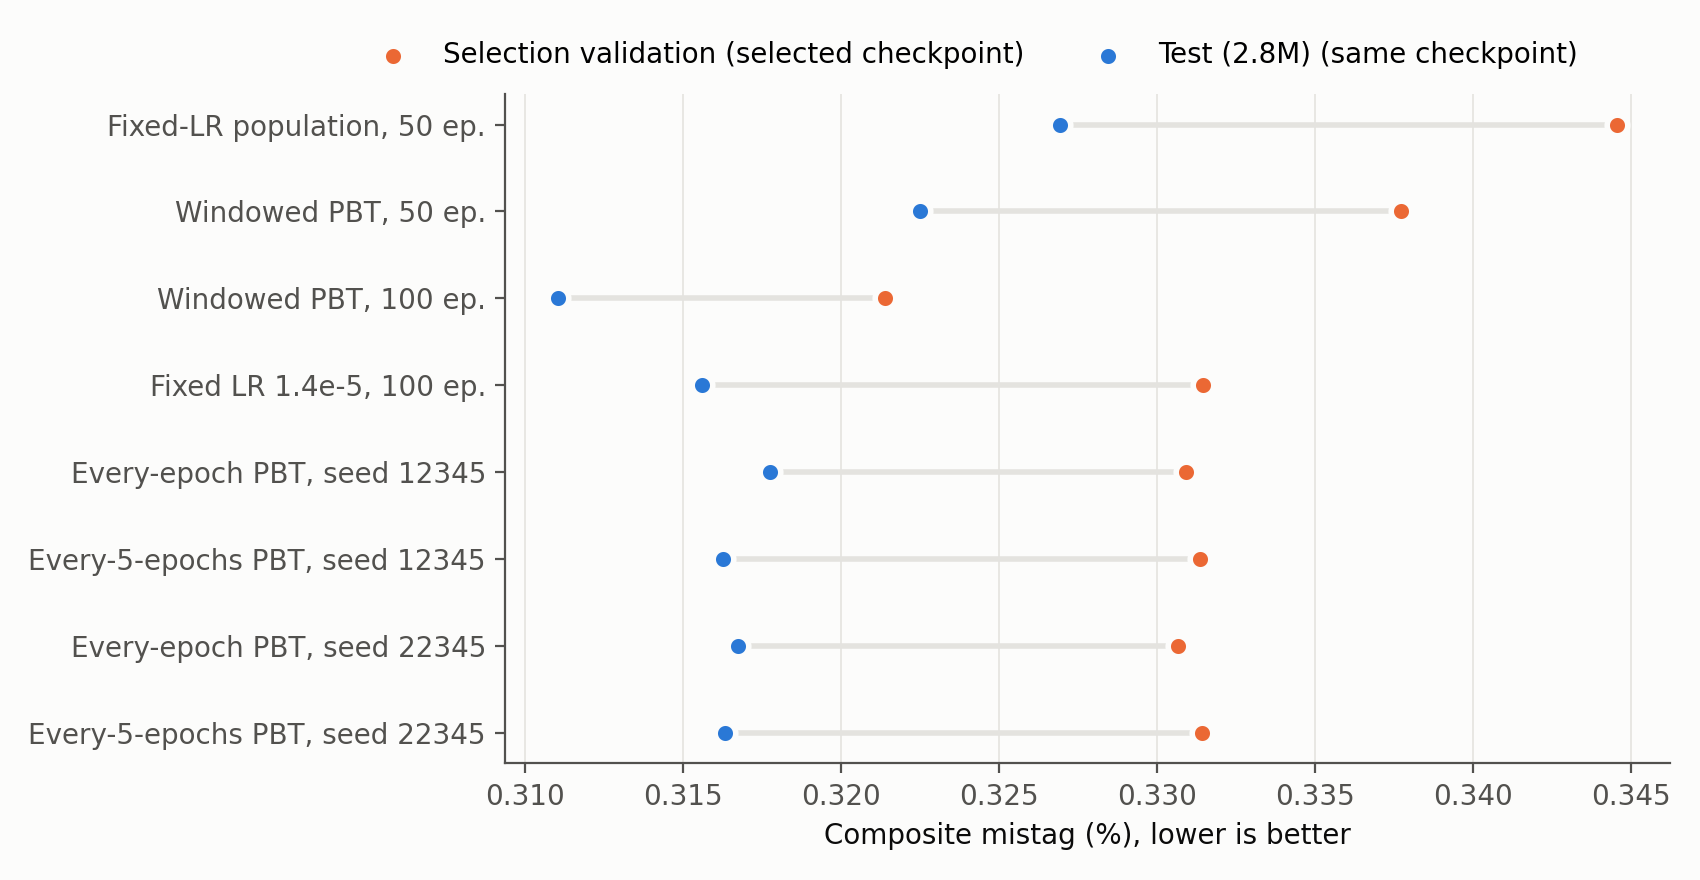 Selection validation (selected checkpoint)
Test (2.8M) (same checkpoint)
Fixed-LR population, 50 ep.
Windowed PBT, 50 ep.
Windowed PBT, 100 ep.
Fixed LR 1.4e-5, 100 ep.
Every-epoch PBT, seed 12345
Every-5-epochs PBT, seed 12345
Every-epoch PBT, seed 22345
Every-5-epochs PBT, seed 22345
0.310 0.315 0.320 0.325 0.330 0.335 0.340 0.345
Composite mistag (%), lower is better